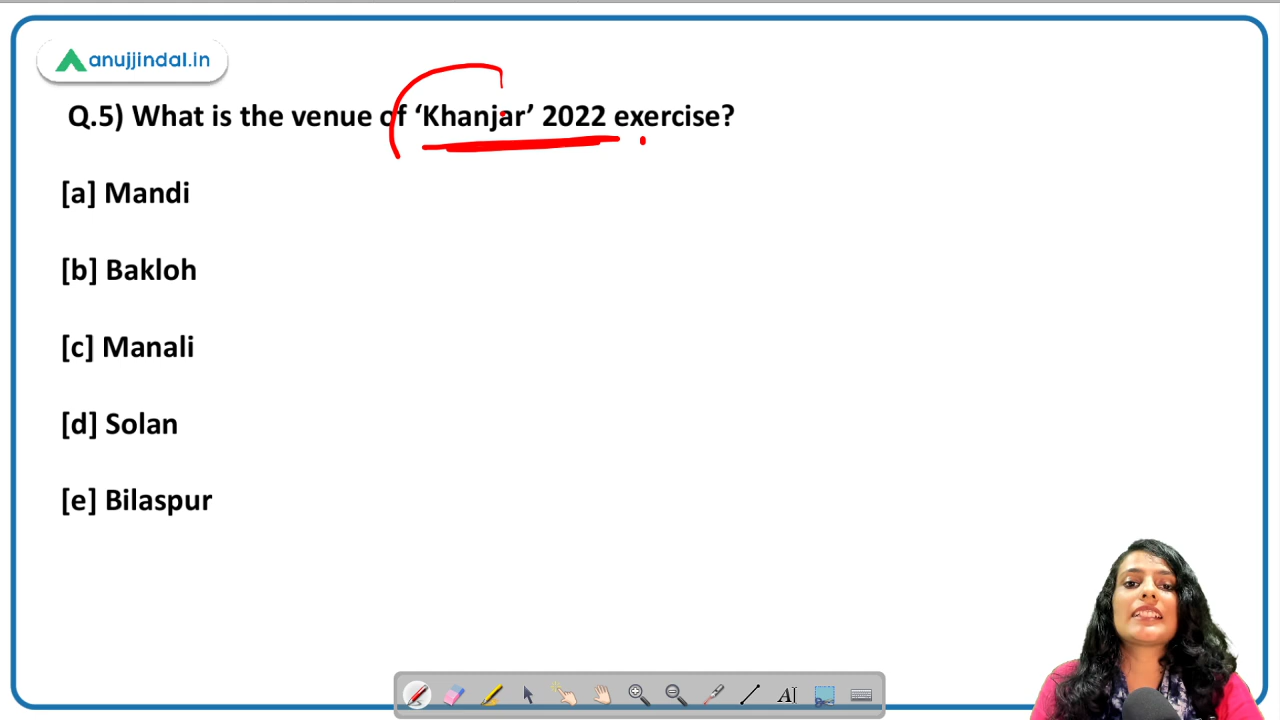 anujjindal.in
Q.5) What is the venue of ‘Khanjar’ 2022 exercise?
[a] Mandi
[b] Bakloh
[c] Manali
[d] Solan
[e] Bilaspur
A